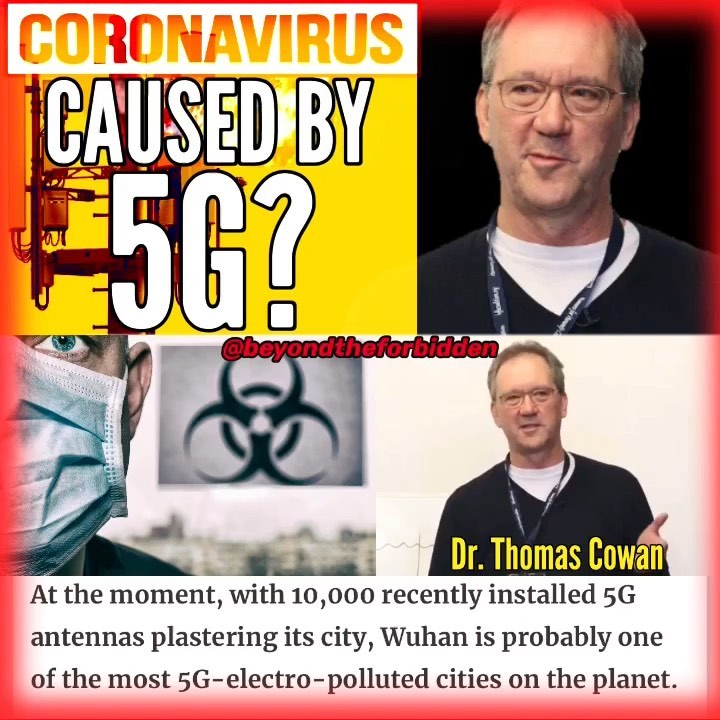 CORONAVIRUS
CAUSED BY
5G?
@beyondtheforbidden
Dr. Thomas Cowan
At the moment, with 10,000 recently installed 5G
antennas plastering its city, Wuhan is probably one
of the most 5G-electro-polluted cities on the planet.